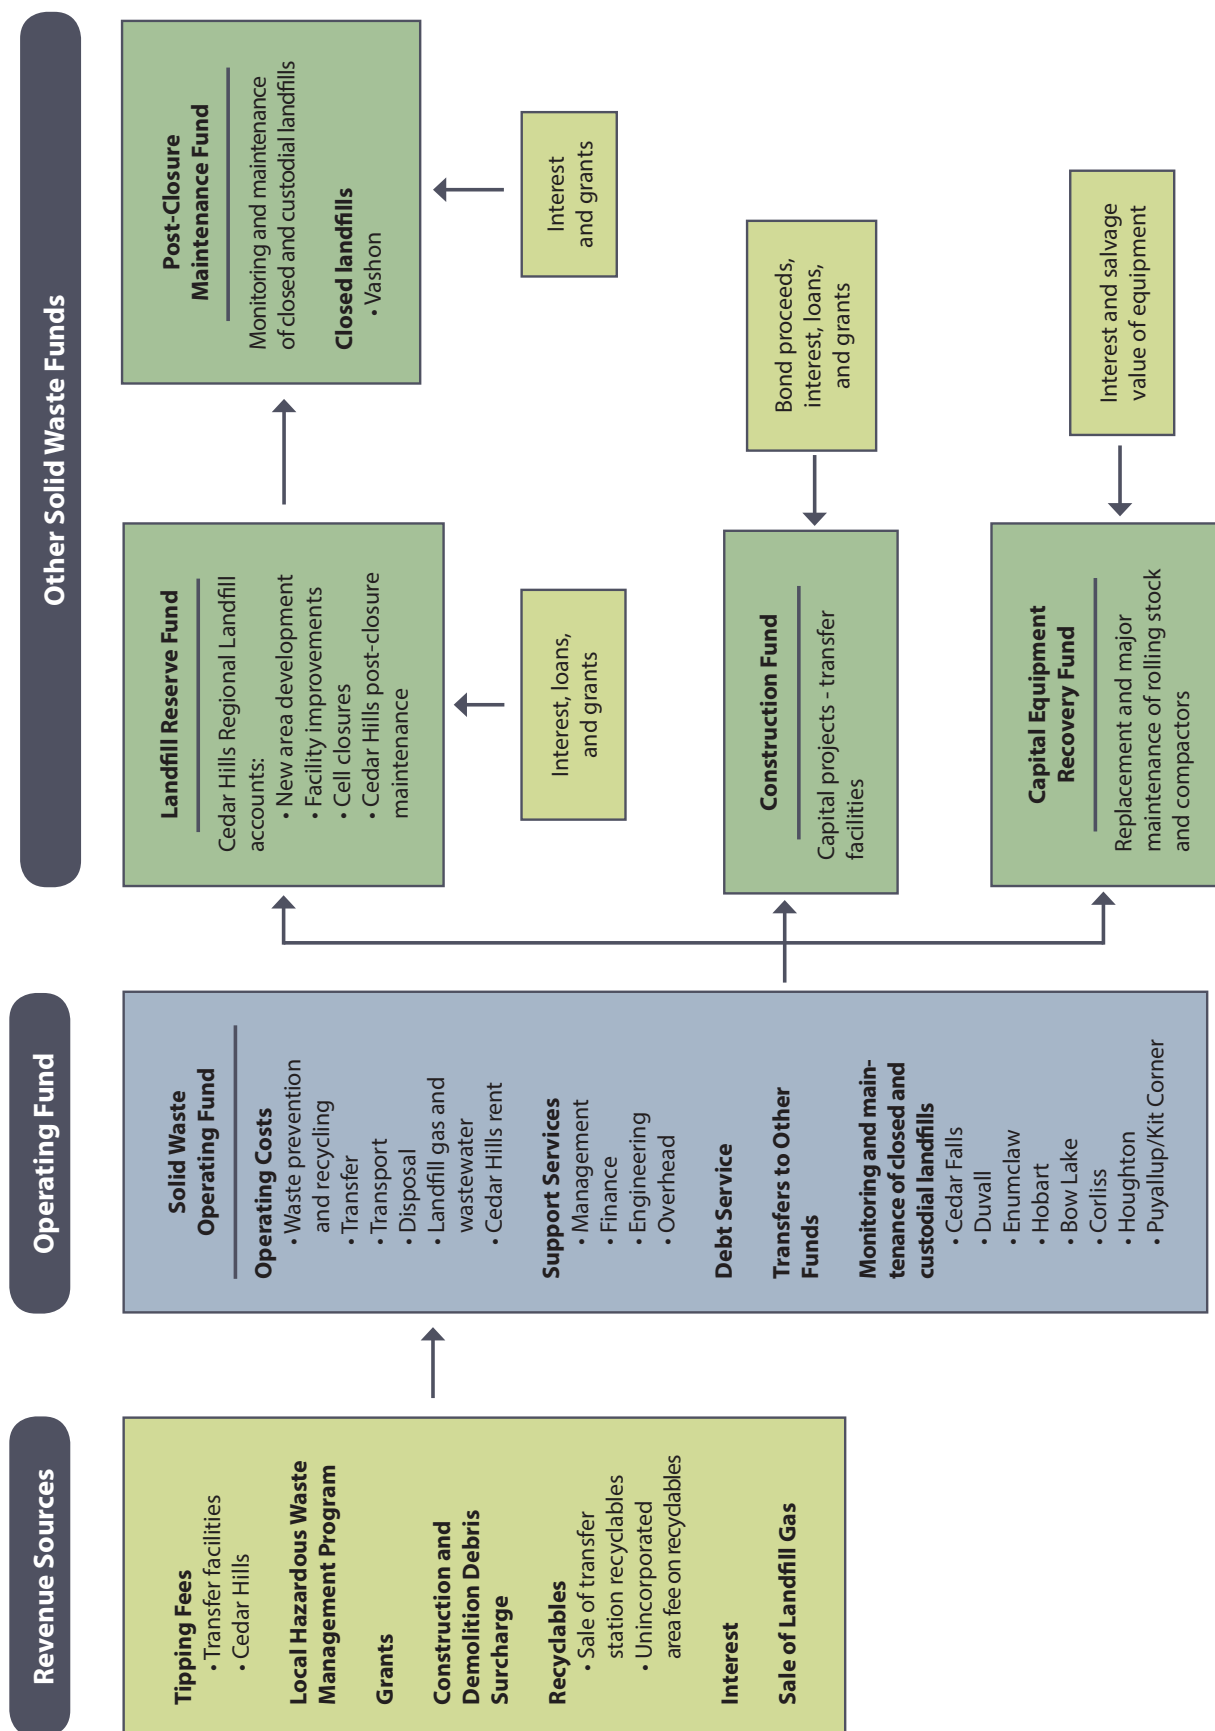 Revenue Sources
Tipping Fees
• Transfer facilities
• Cedar Hills
Local Hazardous Waste
Management Program
Grants
Construction and
Demolition Debris
Surcharge
Recyclables
• Sale of transfer
station recyclables
• Unincorporated
area fee on recyclables
Interest
Sale of Landfill Gas
Operating Fund
Solid Waste
Operating Fund
Operating Costs
• Waste prevention
and recycling
• Transfer
• Transport
• Disposal
• Landfill gas and
wastewater
• Cedar Hills rent
Support Services
• Management
• Finance
• Engineering
• Overhead
Debt Service
Transfers to Other
Funds
Monitoring and main-
tenance of closed and
custodial landfills
• Cedar Falls
• Duvall
• Enumclaw
• Hobart
• Bow Lake
• Corliss
• Houghton
• Puyallup/Kit Corner
Other Solid Waste Funds
Landfill Reserve Fund
Cedar Hills Regional Landfill
accounts:
• New area development
• Facility improvements
• Cell closures
• Cedar Hills post-closure
maintenance
Interest, loans,
and grants
Post-Closure
Maintenance Fund
Monitoring and maintenance
of closed and custodial landfills
Closed landfills
• Vashon
Interest
and grants
Construction Fund
Capital projects - transfer
facilities
Bond proceeds,
interest, loans,
and grants
Capital Equipment
Recovery Fund
Replacement and major
maintenance of rolling stock
and compactors
Interest and salvage
value of equipment